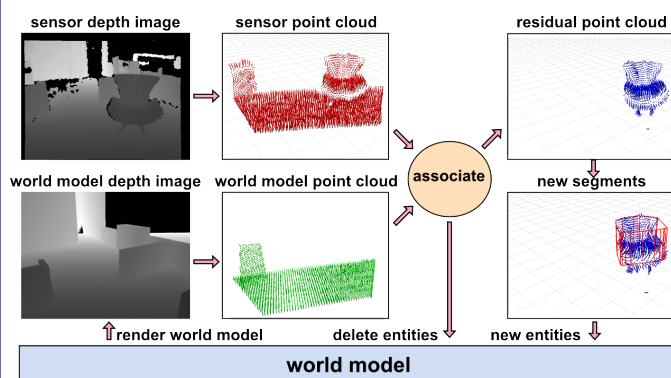 sensor depth image
sensor point cloud
residual point cloud
world model depth image
world model point cloud
associate
new segments
render world model
delete entities
new entities
world model